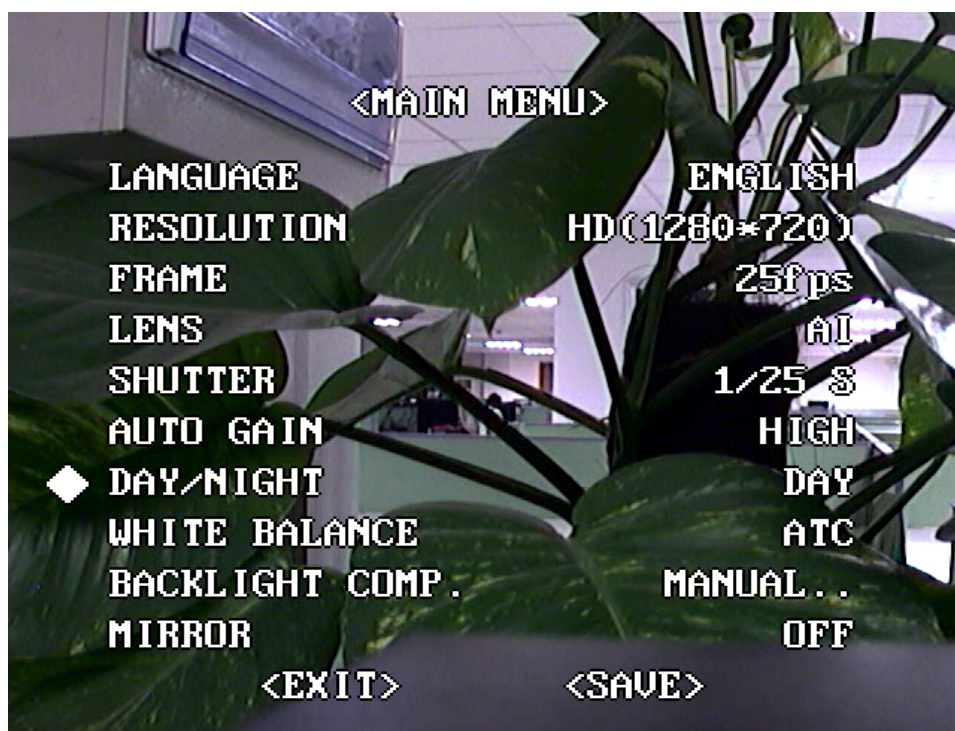 <MAIN MENU>
LANGUAGE ENGLISH
RESOLUTION HD(1280*720)
FRAME 25fps
LENS AI
SHUTTER 1/25 S
AUTO GAIN HIGH
DAY/NIGHT DAY
WHITE BALANCE ATC
BACKLIGHT COMP. MANUAL..
MIRROR OFF
<EXIT> <SAVE>